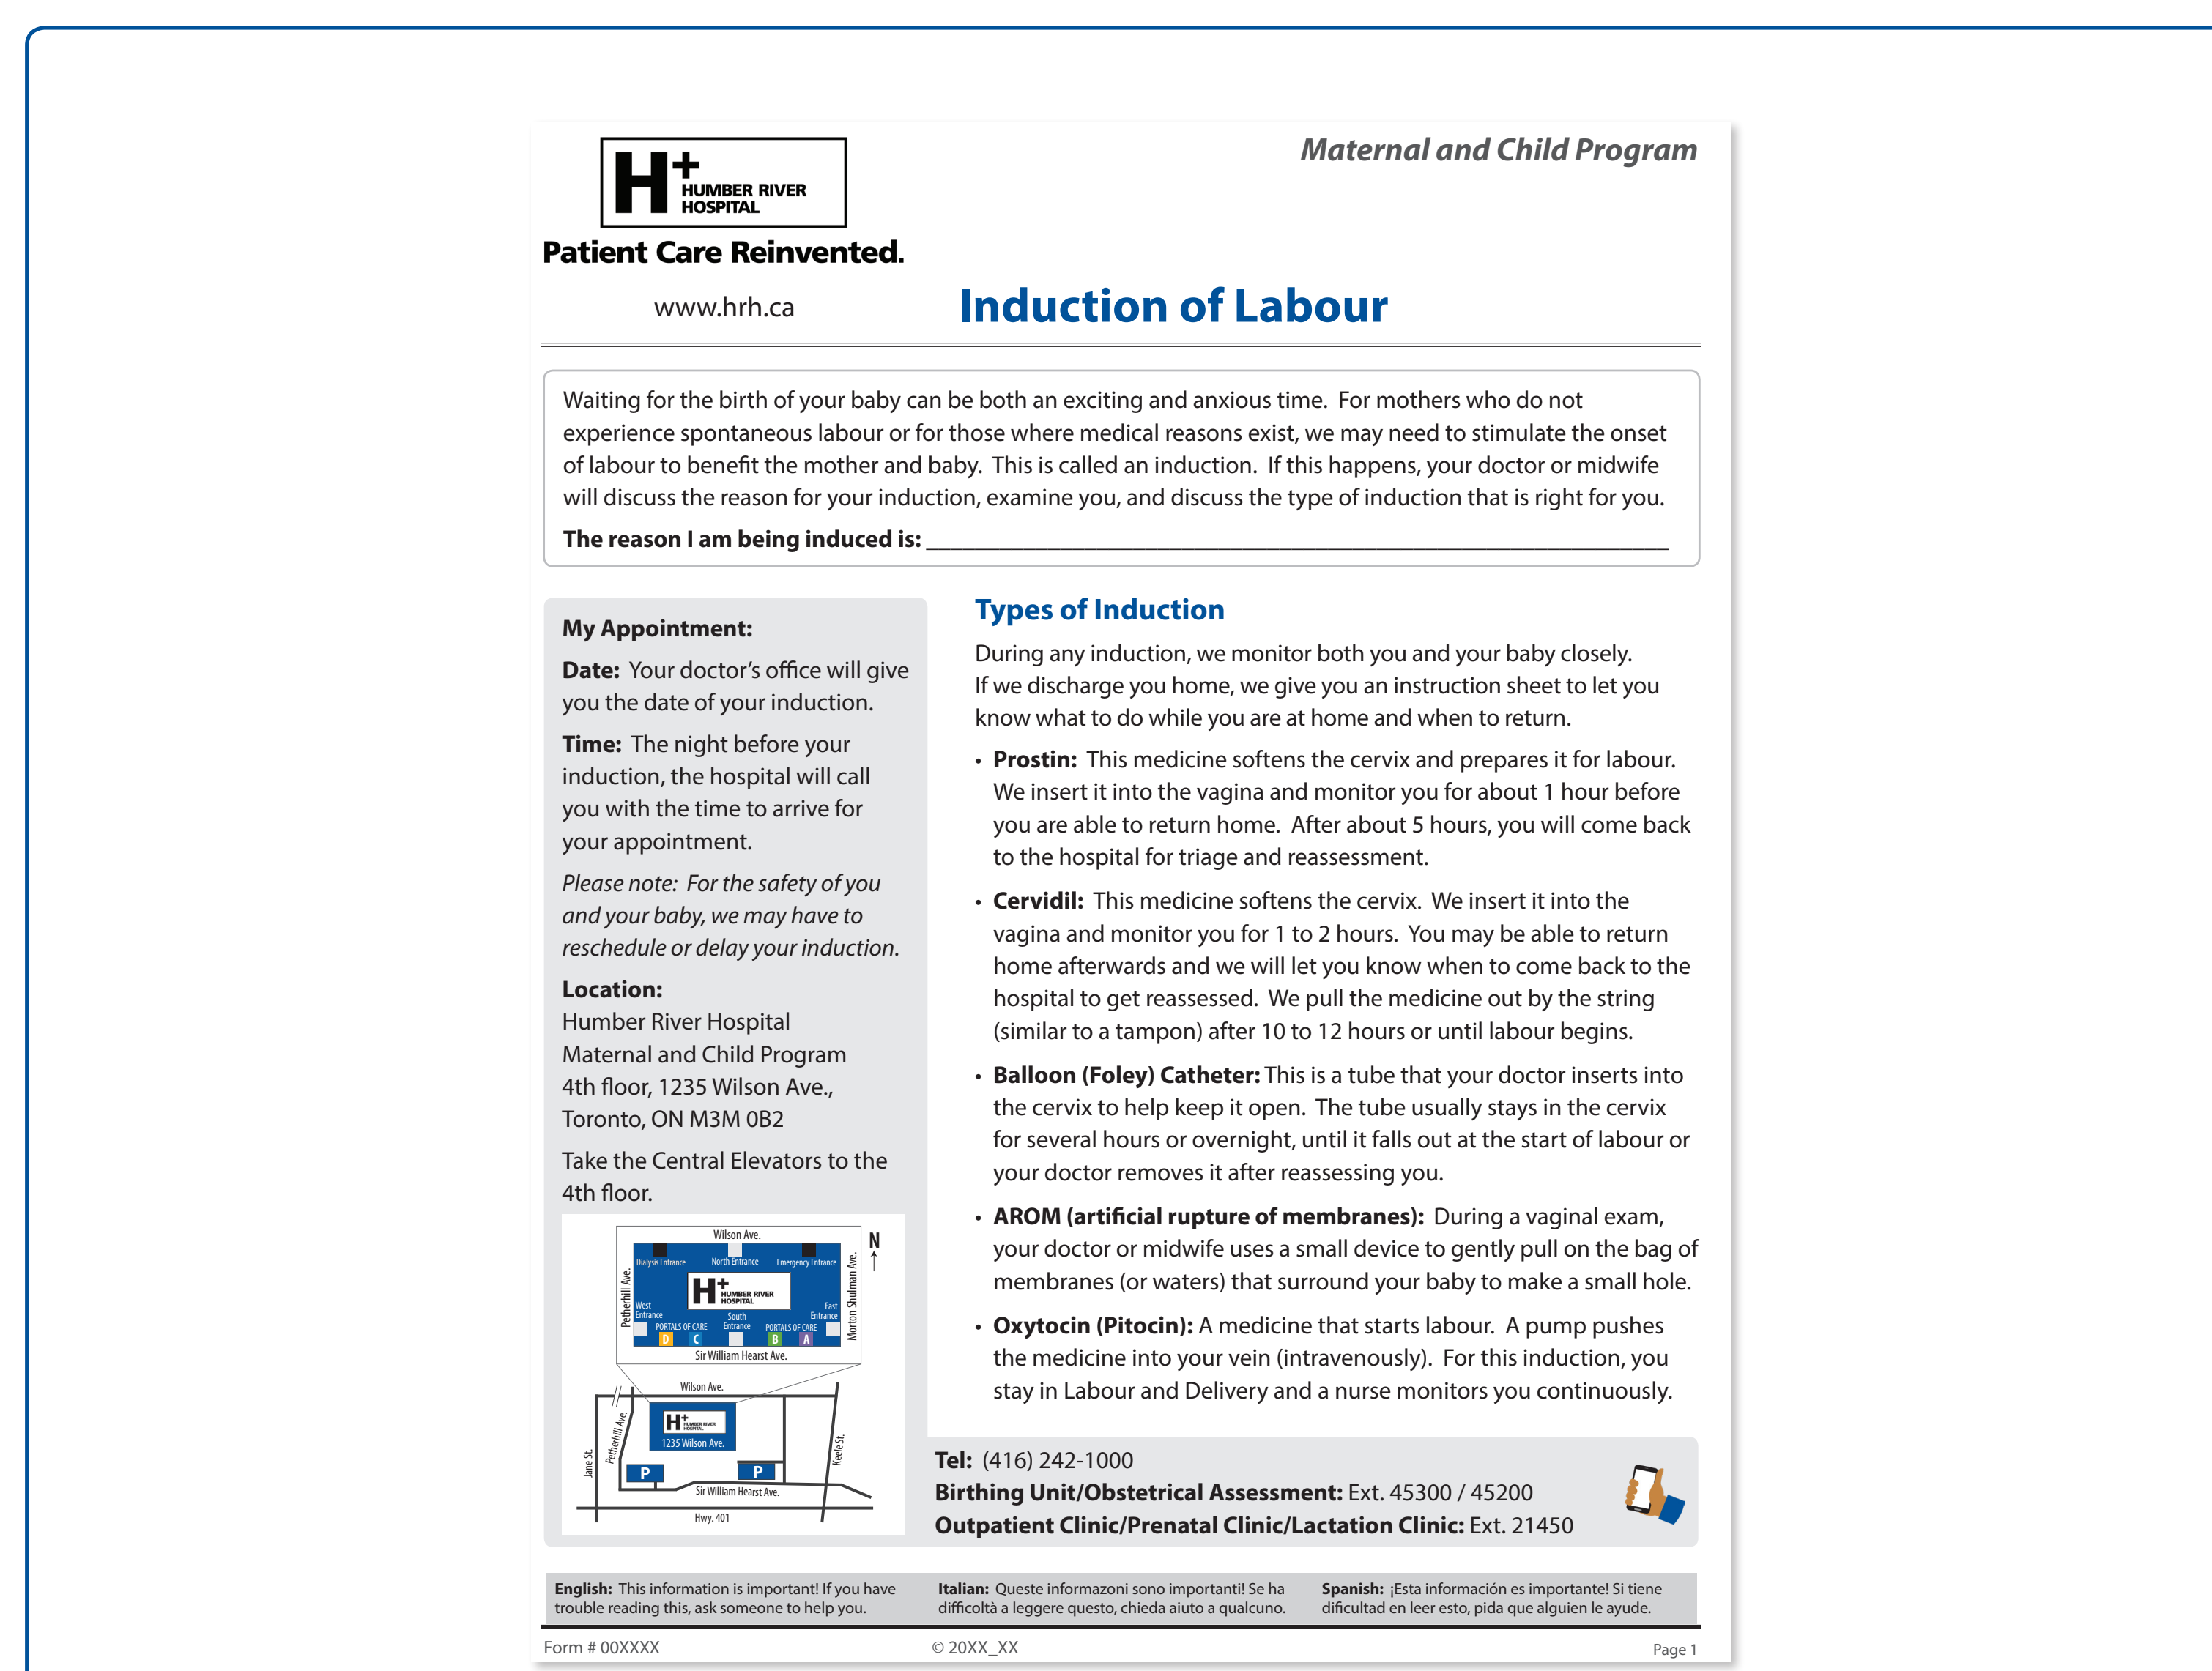 H+ HUMBER RIVER
HOSPITAL
Patient Care Reinvented.
www.hrh.ca
Maternal and Child Program
Induction of Labour
Waiting for the birth of your baby can be both an exciting and anxious time. For mothers who do not
experience spontaneous labour or for those where medical reasons exist, we may need to stimulate the onset
of labour to benefit the mother and baby. This is called an induction. If this happens, your doctor or midwife
will discuss the reason for your induction, examine you, and discuss the type of induction that is right for you.
The reason I am being induced is: ____________________________________________________________
My Appointment:
Date: Your doctor's office will give
you the date of your induction.
Time: The night before your
induction, the hospital will call
you with the time to arrive for
your appointment.
Please note: For the safety of you
and your baby, we may have to
reschedule or delay your induction.
Location:
Humber River Hospital
Maternal and Child Program
4th floor, 1235 Wilson Ave.,
Toronto, ON M3M 0B2
Take the Central Elevators to the
4th floor.
Wilson Ave.
N
Dialysis Entrance
North Entrance
Emergency Entrance
Petherhill Ave.
Morton Shulman Ave.
H+ HUMBER RIVER
HOSPITAL
West
Entrance
South
Entrance
East
Entrance
PORTALS OF CARE
D C
PORTALS OF CARE
B A
Sir William Hearst Ave.
Wilson Ave.
Petherhill Ave.
Jane St.
H+ HUMBER RIVER
HOSPITAL
1235 Wilson Ave.
Keele St.
P
P
Sir William Hearst Ave.
Hwy. 401
Types of Induction
During any induction, we monitor both you and your baby closely.
If we discharge you home, we give you an instruction sheet to let you
know what to do while you are at home and when to return.
• Prostin: This medicine softens the cervix and prepares it for labour.
We insert it into the vagina and monitor you for about 1 hour before
you are able to return home. After about 5 hours, you will come back
to the hospital for triage and reassessment.
• Cervidil: This medicine softens the cervix. We insert it into the
vagina and monitor you for 1 to 2 hours. You may be able to return
home afterwards and we will let you know when to come back to the
hospital to get reassessed. We pull the medicine out by the string
(similar to a tampon) after 10 to 12 hours or until labour begins.
• Balloon (Foley) Catheter: This is a tube that your doctor inserts into
the cervix to help keep it open. The tube usually stays in the cervix
for several hours or overnight, until it falls out at the start of labour or
your doctor removes it after reassessing you.
• AROM (artificial rupture of membranes): During a vaginal exam,
your doctor or midwife uses a small device to gently pull on the bag of
membranes (or waters) that surround your baby to make a small hole.
• Oxytocin (Pitocin): A medicine that starts labour. A pump pushes
the medicine into your vein (intravenously). For this induction, you
stay in Labour and Delivery and a nurse monitors you continuously.
Tel: (416) 242-1000
Birthing Unit/Obstetrical Assessment: Ext. 45300 / 45200
Outpatient Clinic/Prenatal Clinic/Lactation Clinic: Ext. 21450
English: This information is important! If you have
trouble reading this, ask someone to help you.
Italian: Queste informazoni sono importanti! Se ha
difficoltà a leggere questo, chieda aiuto a qualcuno.
Spanish: ¡Esta información es importante! Si tiene
dificultad en leer esto, pida que alguien le ayude.
Form # 00XXXX
© 20XX_XX
Page 1